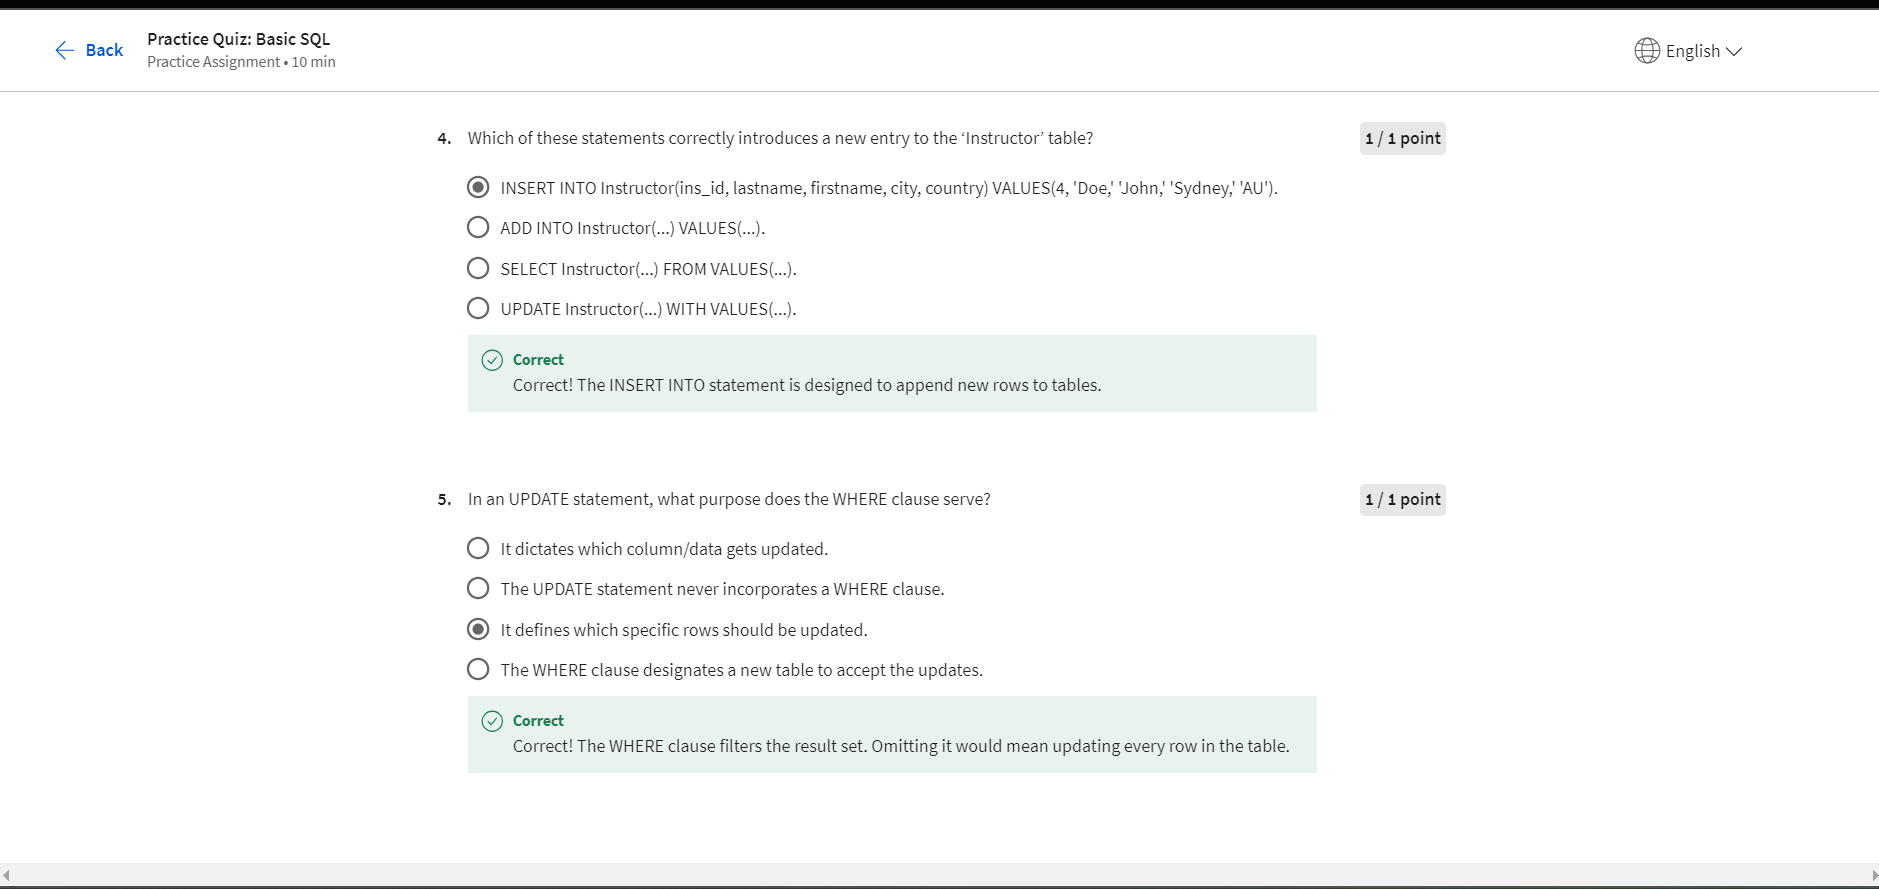 Back
Practice Quiz: Basic SQL
Practice Assignment • 10 min
English
4. Which of these statements correctly introduces a new entry to the ‘Instructor’ table?
1 / 1 point
INSERT INTO Instructor(ins_id, lastname, firstname, city, country) VALUES(4, 'Doe,' 'John,' 'Sydney,' 'AU').
ADD INTO Instructor(...) VALUES(...).
SELECT Instructor(...) FROM VALUES(...).
UPDATE Instructor(...) WITH VALUES(...).
Correct
Correct! The INSERT INTO statement is designed to append new rows to tables.
5. In an UPDATE statement, what purpose does the WHERE clause serve?
1 / 1 point
It dictates which column/data gets updated.
The UPDATE statement never incorporates a WHERE clause.
It defines which specific rows should be updated.
The WHERE clause designates a new table to accept the updates.
Correct
Correct! The WHERE clause filters the result set. Omitting it would mean updating every row in the table.